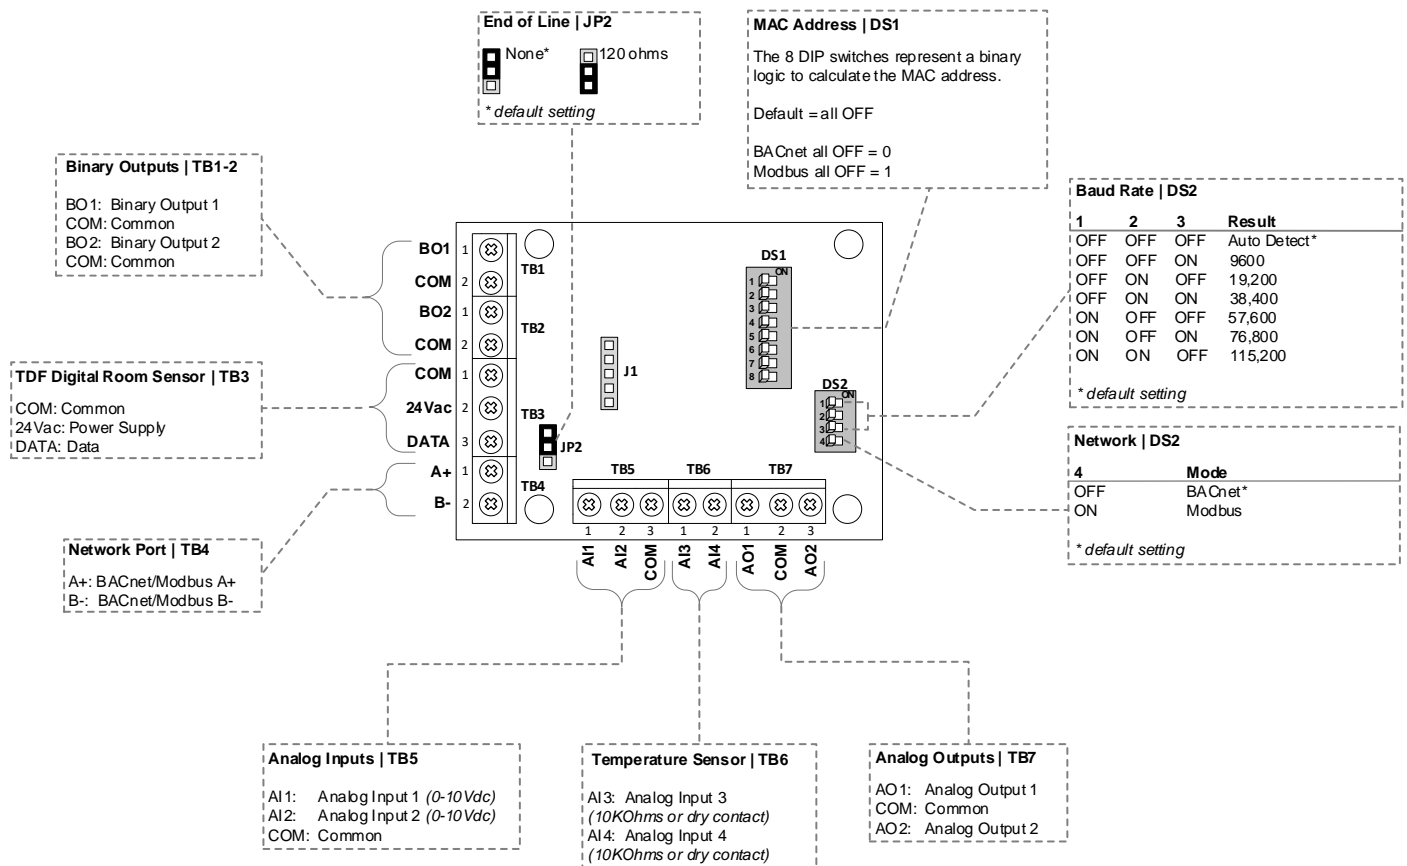 End of Line | JP2
None*
120 ohms
* default setting
MAC Address | DS1
The 8 DIP switches represent a binary
logic to calculate the MAC address.
Default = all OFF
BACnet all OFF = 0
Modbus all OFF = 1
Binary Outputs | TB1-2
BO1: Binary Output 1
COM: Common
BO2: Binary Output 2
COM: Common
Baud Rate | DS2
1 2 3 Result
OFF OFF OFF Auto Detect*
OFF OFF ON 9600
OFF ON OFF 19,200
OFF ON ON 38,400
ON OFF OFF 57,600
ON OFF ON 76,800
ON ON OFF 115,200
* default setting
TDF Digital Room Sensor | TB3
COM: Common
24Vac: Power Supply
DATA: Data
Network | DS2
4 Mode
OFF BACnet*
ON Modbus
* default setting
Network Port | TB4
A+: BACnet/Modbus A+
B-: BACnet/Modbus B-
BO1 1
TB1
COM 2
BO2 1
TB2
COM 2
COM 1
24Vac 2
TB3
DATA 3
A+ 1
TB4
B- 2
JP2
J1
DS1
ON
1
2
3
4
5
6
7
8
DS2
ON
1
2
3
4
TB5 TB6 TB7
1 2 3 1 2 1 2 3
AI1 AI2 COM AI3 AI4 AO1 COM AO2
Analog Inputs | TB5
AI1: Analog Input 1 (0-10Vdc)
AI2: Analog Input 2 (0-10Vdc)
COM: Common
Temperature Sensor | TB6
AI3: Analog Input 3
(10KOhms or dry contact)
AI4: Analog Input 4
(10KOhms or dry contact)
Analog Outputs | TB7
AO1: Analog Output 1
COM: Common
AO2: Analog Output 2